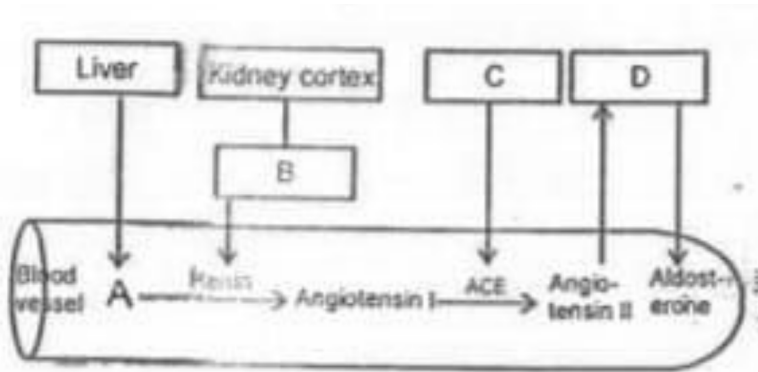 Liver
Kidney cortex
C
D
B
Blood
vessel
A
Renin
Angiotensin I
ACE
Angio-
tensin II
Aldost-
erone